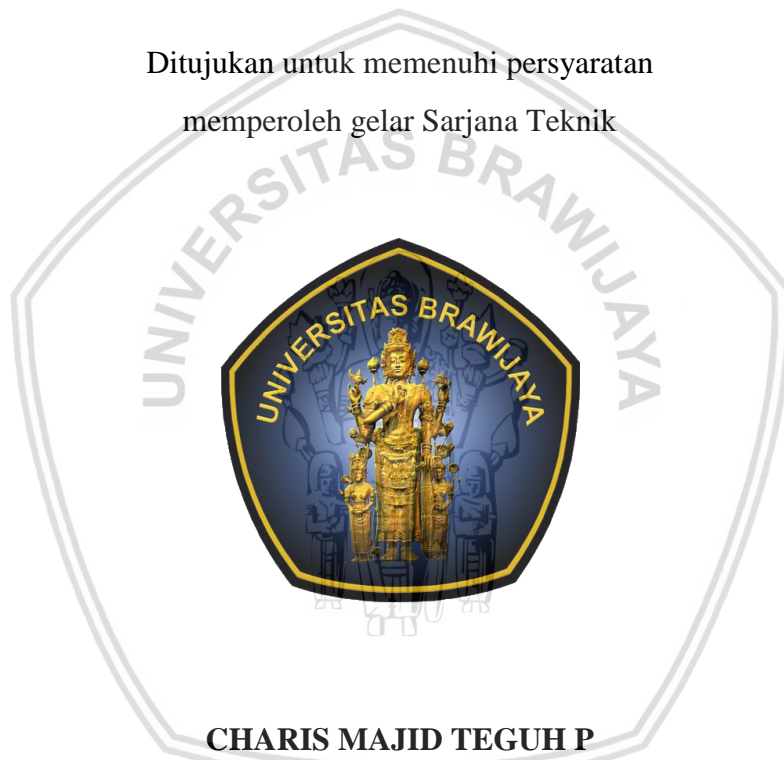 Ditujukan untuk memenuhi persyaratan
memperoleh gelar Sarjana Teknik
UNIVERSITAS BRAWIJAYA
UNIVERSITAS BRAWIJAYA
CHARIS MAJID TEGUH P